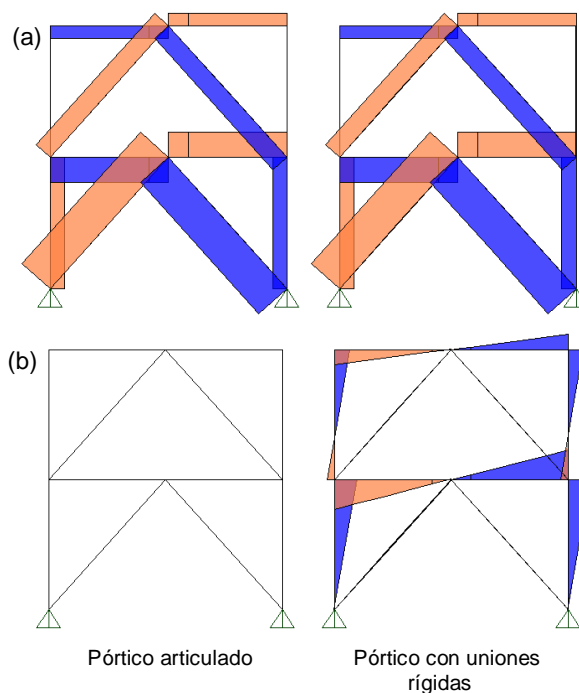 (a)
(b)
Pórtico articulado
Pórtico con uniones
rígidas